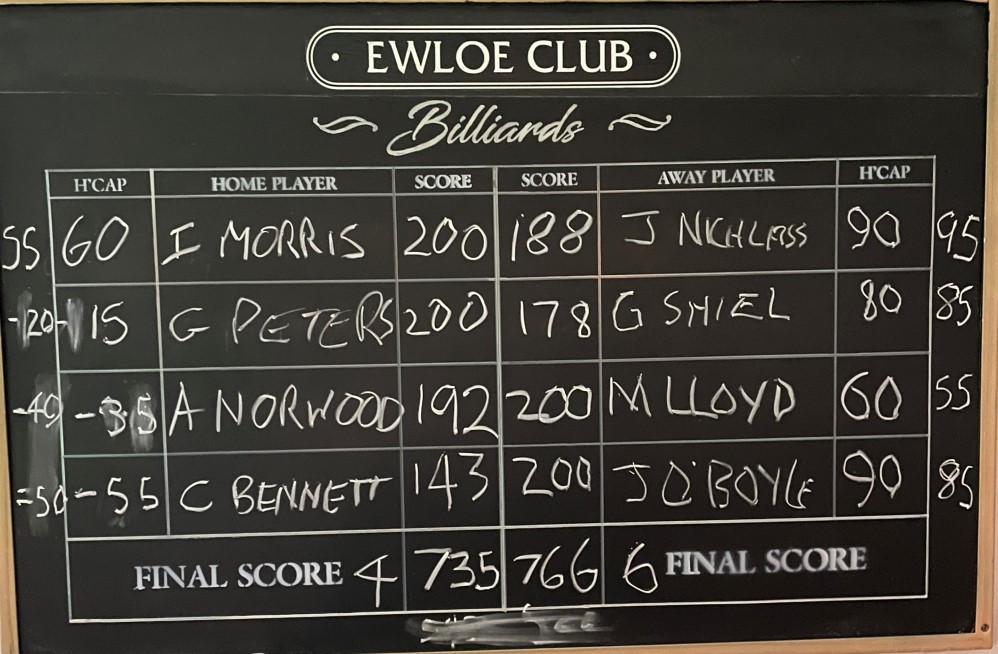 · EWLOE CLUB ·
Billiards
H'CAP HOME PLAYER SCORE SCORE AWAY PLAYER H'CAP
55 60 I MORRIS 200 188 J NICHLASS 90 95
-20 -15 G PETERS 200 178 G SHIEL 80 85
-40 -35 A NORWOOD 192 200 M LLOYD 60 55
=50 -55 C BENNETT 143 200 J O'BOYLE 90 85
FINAL SCORE 4 735 766 6 FINAL SCORE